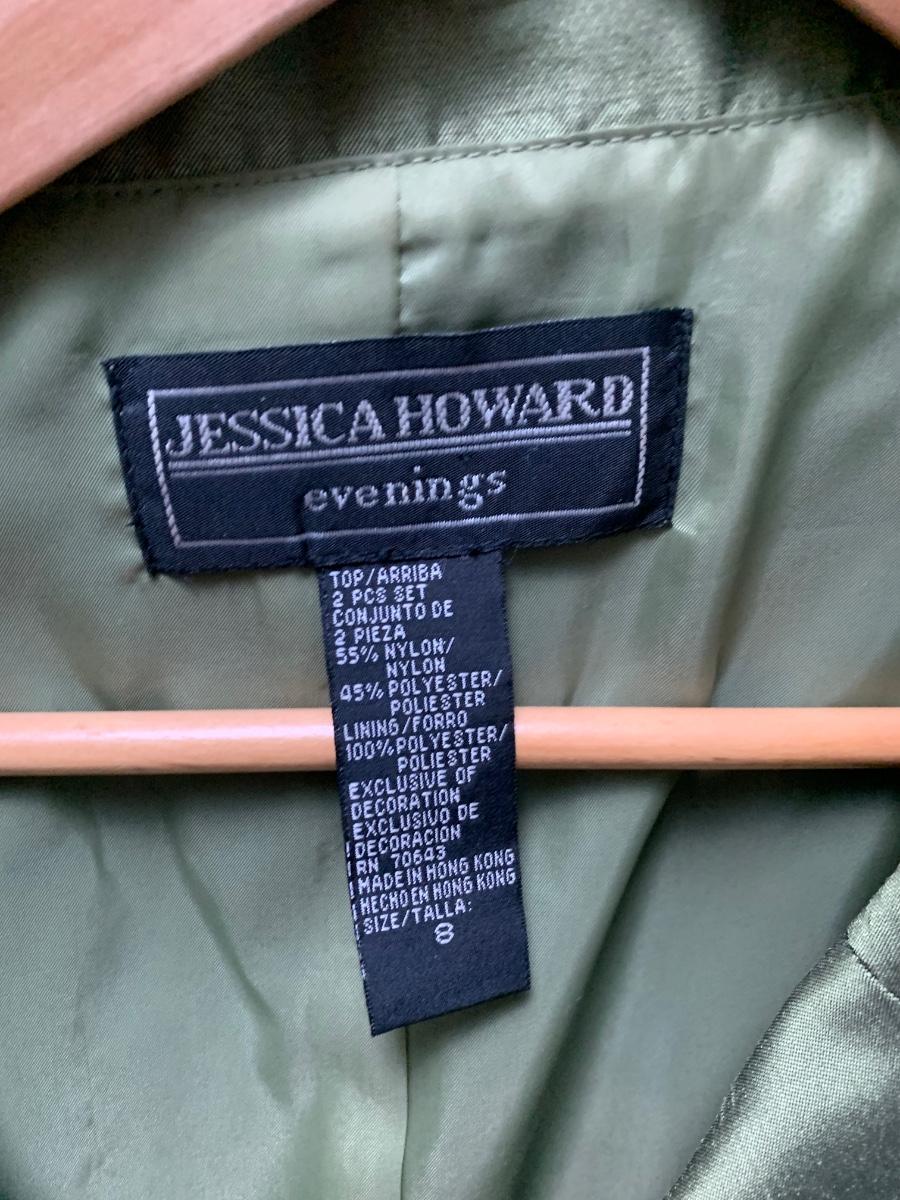 JESSICA HOWARD
evenings
TOP/ARRIBA
2 PCS SET
CONJUNTO DE
2 PIEZA
55% NYLON/
NYLON
45% POLYESTER/
POLIESTER
LINING/FORRO
100% POLYESTER/
POLIESTER
EXCLUSIVE OF
DECORATION
EXCLUSIVO DE
DECORACION
RN 70643
MADE IN HONG KONG
HECHO EN HONG KONG
SIZE/TALLA:
8